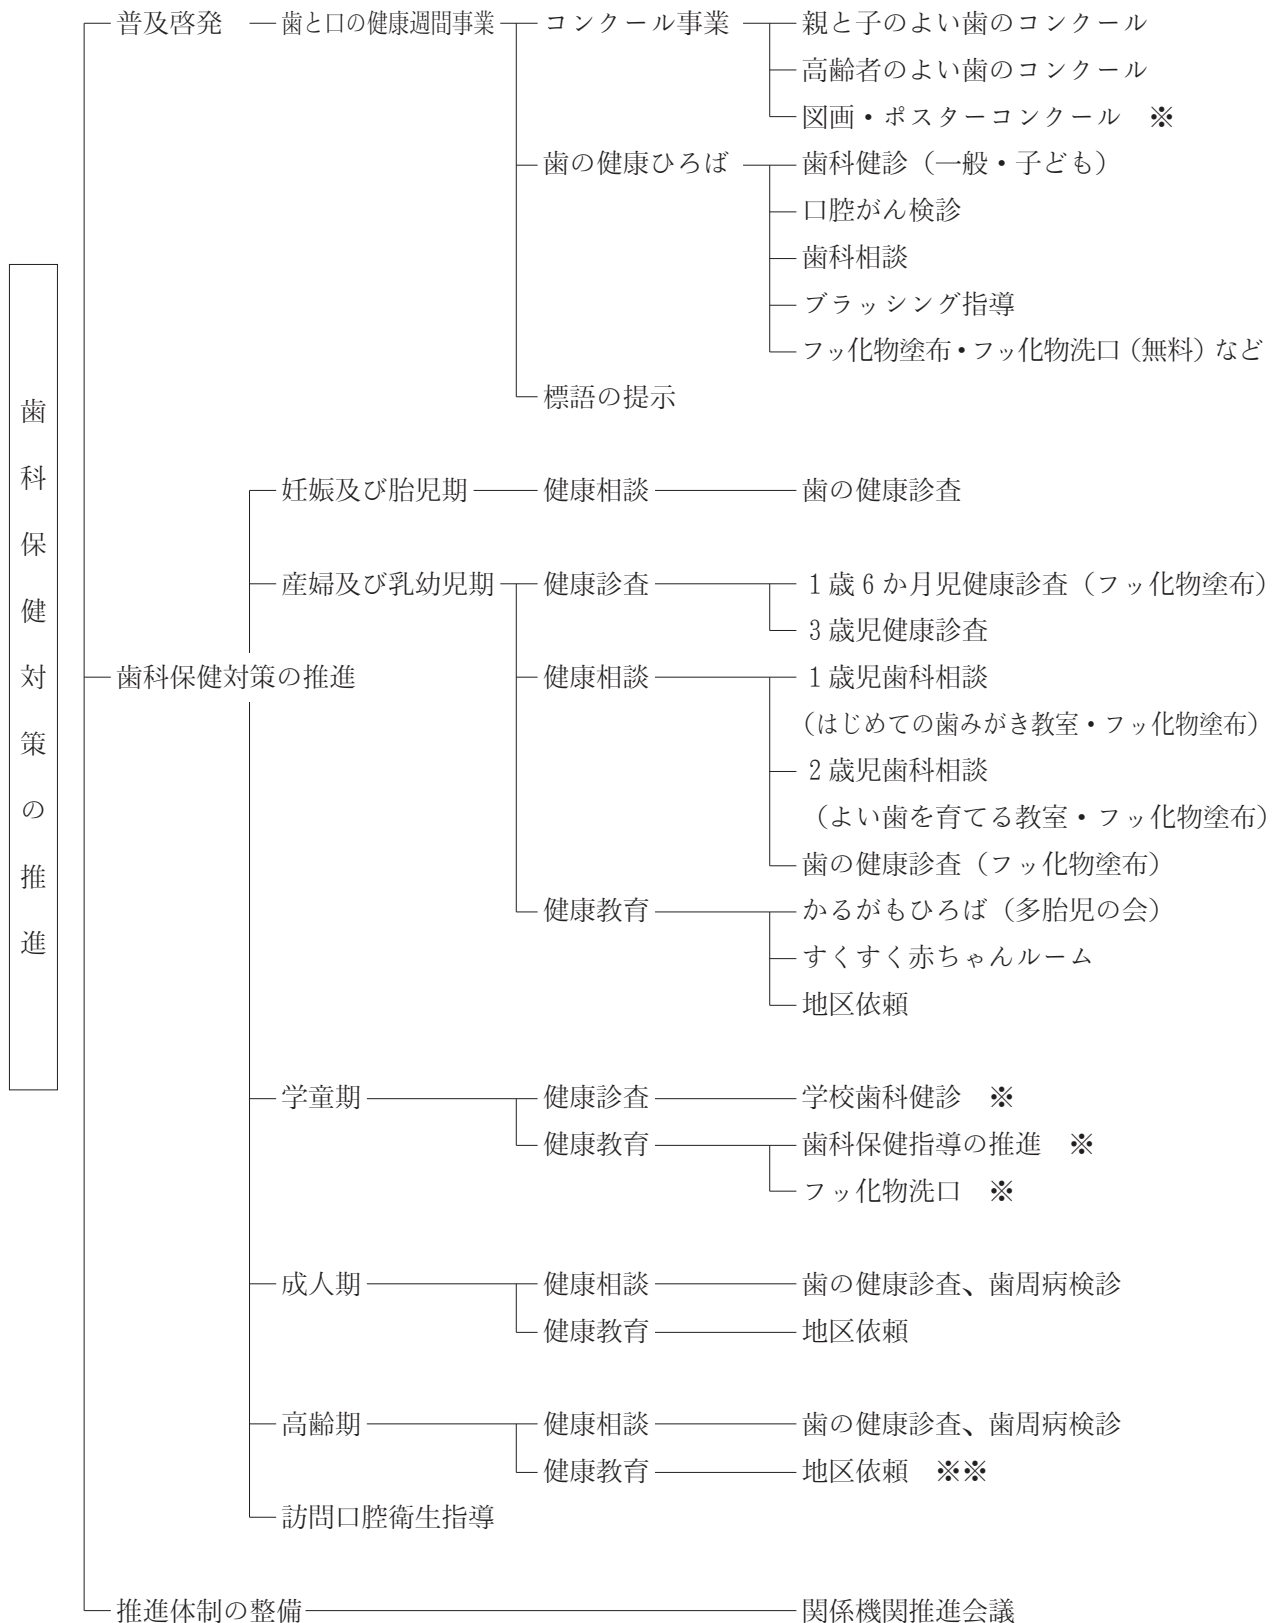 歯科保健対策の推進
普及啓発 歯と口の健康週間事業 コンクール事業 親と子のよい歯のコンクール
高齢者のよい歯のコンクール
図画・ポスターコンクール ※
歯の健康ひろば 歯科健診（一般・子ども）
口腔がん検診
歯科相談
ブラッシング指導
フッ化物塗布・フッ化物洗口（無料）など
標語の提示
歯科保健対策の推進
妊娠及び胎児期 健康相談 歯の健康診査
産婦及び乳幼児期 健康診査 1歳6か月児健康診査（フッ化物塗布）
3歳児健康診査
健康相談 1歳児歯科相談
（はじめての歯みがき教室・フッ化物塗布）
2歳児歯科相談
（よい歯を育てる教室・フッ化物塗布）
歯の健康診査（フッ化物塗布）
健康教育 かるがもひろば（多胎児の会）
すくすく赤ちゃんルーム
地区依頼
学童期 健康診査 学校歯科健診 ※
健康教育 歯科保健指導の推進 ※
フッ化物洗口 ※
成人期 健康相談 歯の健康診査、歯周病検診
健康教育 地区依頼
高齢期 健康相談 歯の健康診査、歯周病検診
健康教育 地区依頼 ※※
訪問口腔衛生指導
推進体制の整備 関係機関推進会議